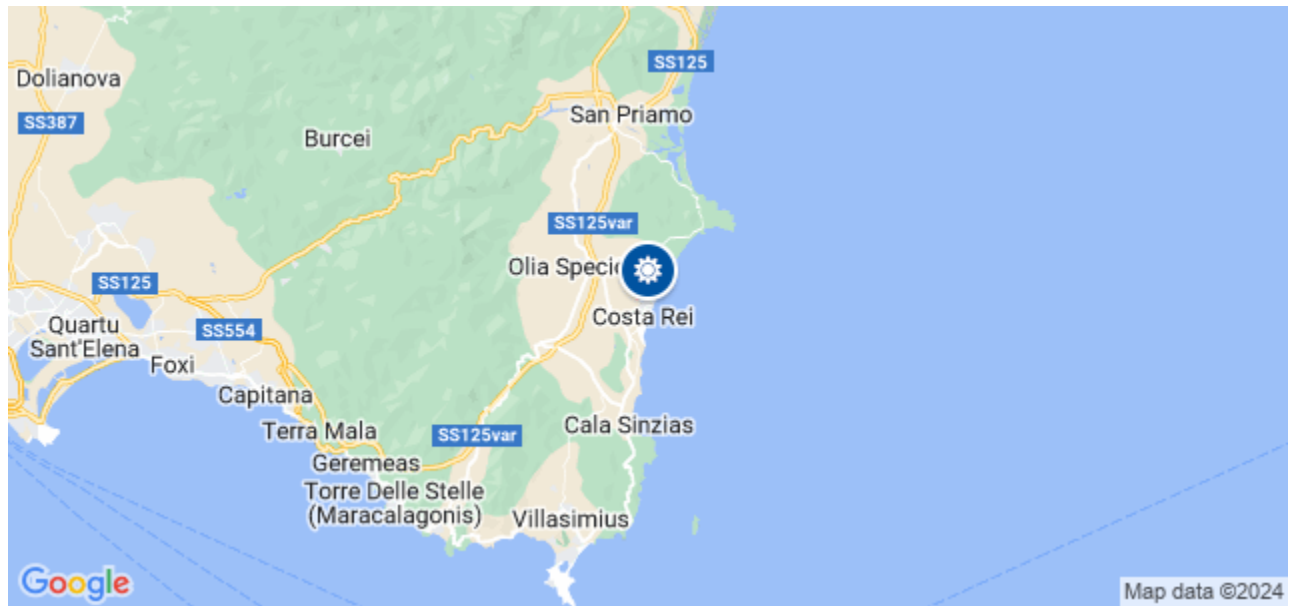 SS125
Dolianova
San Priamo
SS387
Burcei
SS125var
Olia Speci
SS125
Costa Rei
Quartu
Sant'Elena
SS554
Foxi
Capitana
Cala Sinzias
Terra Mala
SS125var
Geremeas
Torre Delle Stelle
(Maracalagonis)
Villasimius
Google
Map data ©2024